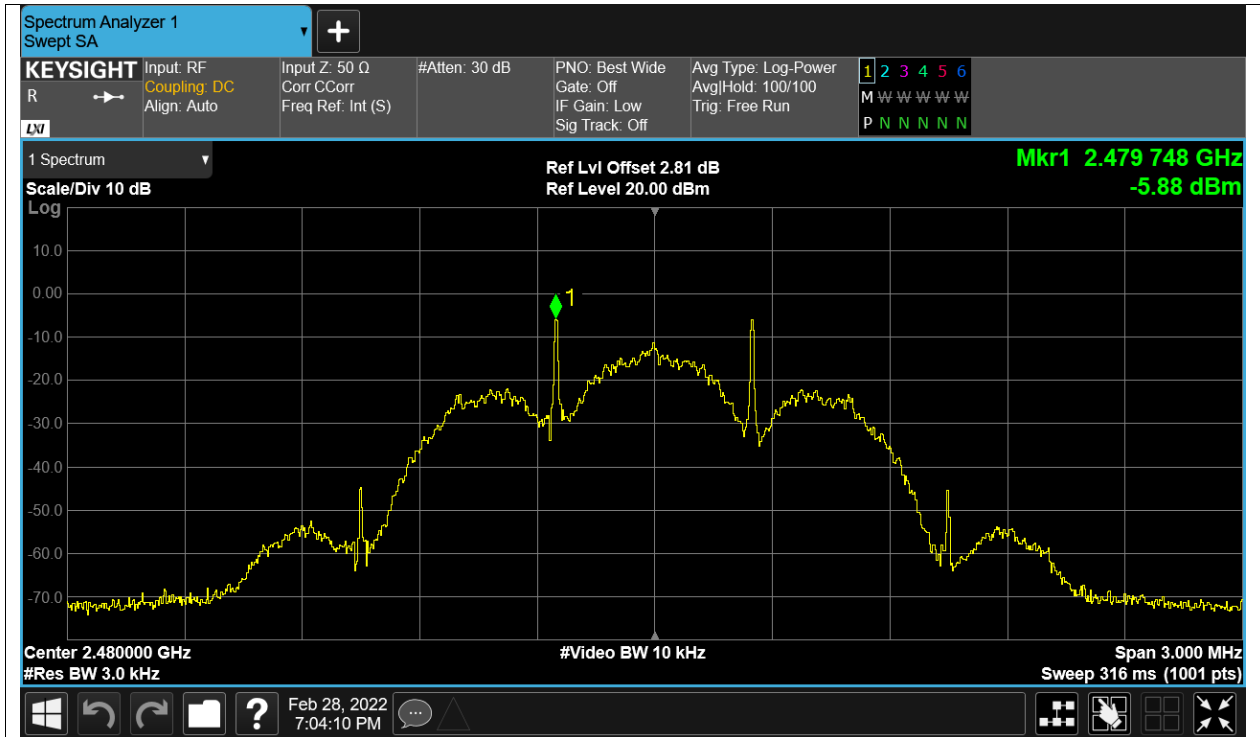 Spectrum Analyzer 1
Swept SA
+
KEYSIGHT
R
LXI
Input: RF
Coupling: DC
Align: Auto
Input Z: 50 Ω
Corr CCorr
Freq Ref: Int (S)
#Atten: 30 dB
PNO: Best Wide
Gate: Off
IF Gain: Low
Sig Track: Off
Avg Type: Log-Power
Avg|Hold: 100/100
Trig: Free Run
1 2 3 4 5 6
M W W W W W
P N N N N N
1 Spectrum
Scale/Div 10 dB
Log
Ref Lvl Offset 2.81 dB
Ref Level 20.00 dBm
Mkr1 2.479 748 GHz
-5.88 dBm
10.0
0.00
-10.0
-20.0
-30.0
-40.0
-50.0
-60.0
-70.0
1
Center 2.480000 GHz
#Res BW 3.0 kHz
#Video BW 10 kHz
Span 3.000 MHz
Sweep 316 ms (1001 pts)
?
Feb 28, 2022
7:04:10 PM